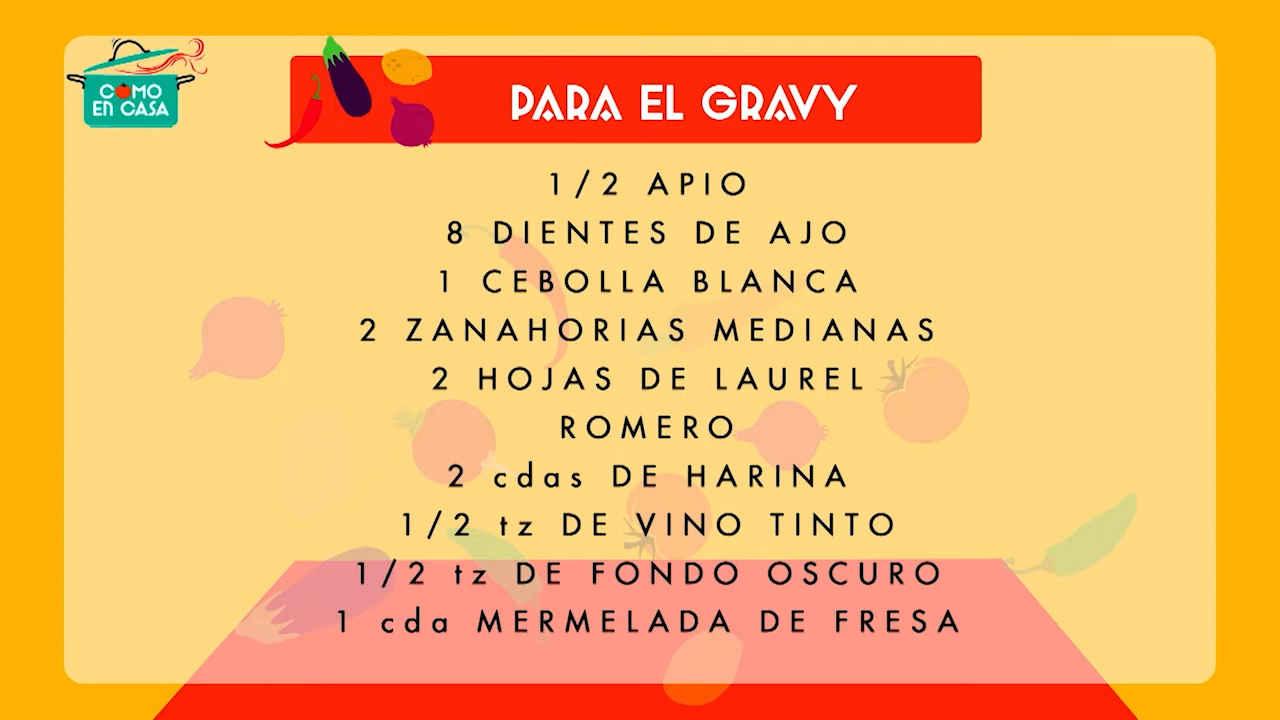 COMO
EN CASA
PARA EL GRAVY
1/2 APIO
8 DIENTES DE AJO
1 CEBOLLA BLANCA
2 ZANAHORIAS MEDIANAS
2 HOJAS DE LAUREL
ROMERO
2 cdas DE HARINA
1/2 tz DE VINO TINTO
1/2 tz DE FONDO OSCURO
1 cda MERMELADA DE FRESA